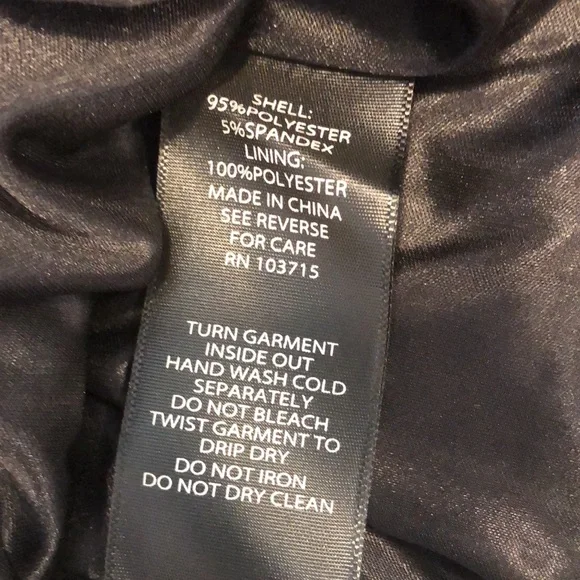 SHELL:
95%POLYESTER
5%SPANDEX
LINING:
100%POLYESTER
MADE IN CHINA
SEE REVERSE
FOR CARE
RN 103715
TURN GARMENT
INSIDE OUT
HAND WASH COLD
SEPARATELY
DO NOT BLEACH
TWIST GARMENT TO
DRIP DRY
DO NOT IRON
DO NOT DRY CLEAN